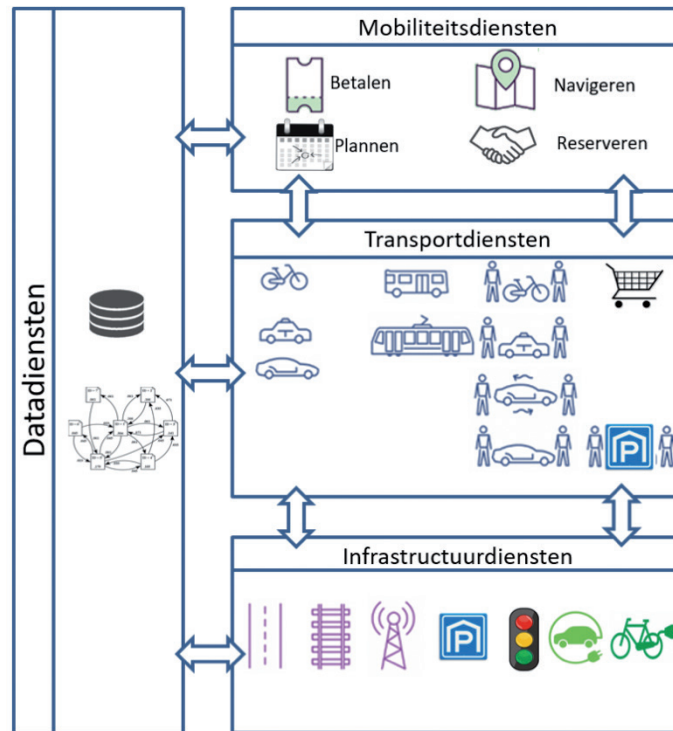 Mobiliteitsdiensten
Betalen
Navigeren
Plannen
Reserveren
Transportdiensten
Datadiensten
P
Infrastructuurdiensten
P